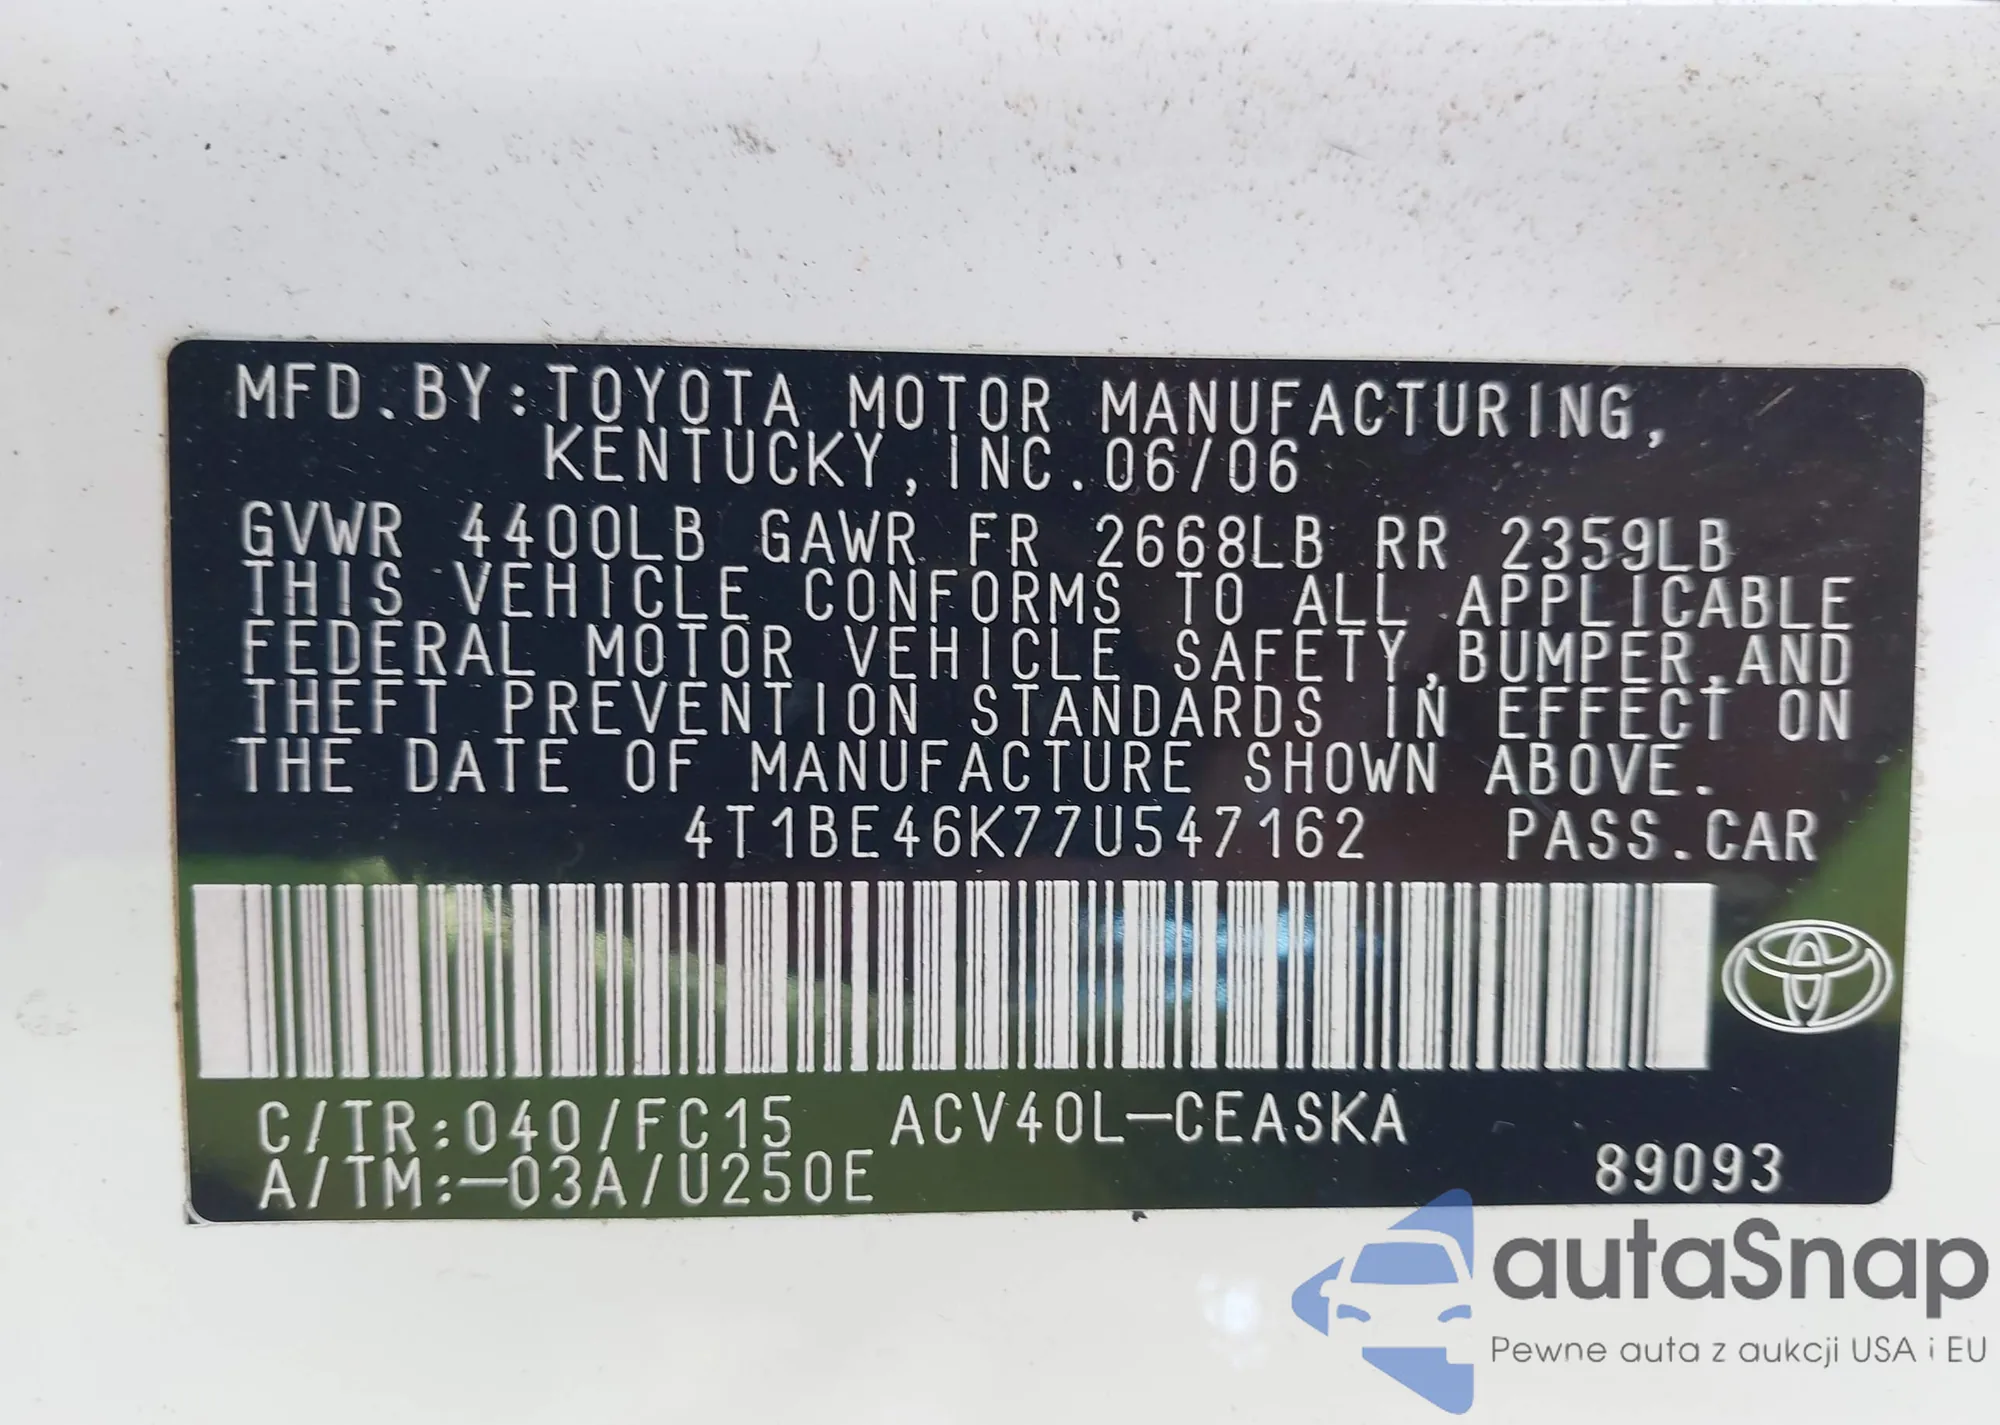 MFD.BY:TOYOTA MOTOR MANUFACTURING,
KENTUCKY,INC.06/06
GVWR 4400LB GAWR FR 2668LB RR 2359LB
THIS VEHICLE CONFORMS TO ALL APPLICABLE
FEDERAL MOTOR VEHICLE SAFETY,BUMPER,AND
THEFT PREVENTION STANDARDS IN EFFECT ON
THE DATE OF MANUFACTURE SHOWN ABOVE.
4T1BE46K77U547162 PASS.CAR
C/TR:040/FC15 ACV40L-CEASKA
A/TM:-03A/U250E 89093
autaSnap
Pewne auta z aukcji USA i EU